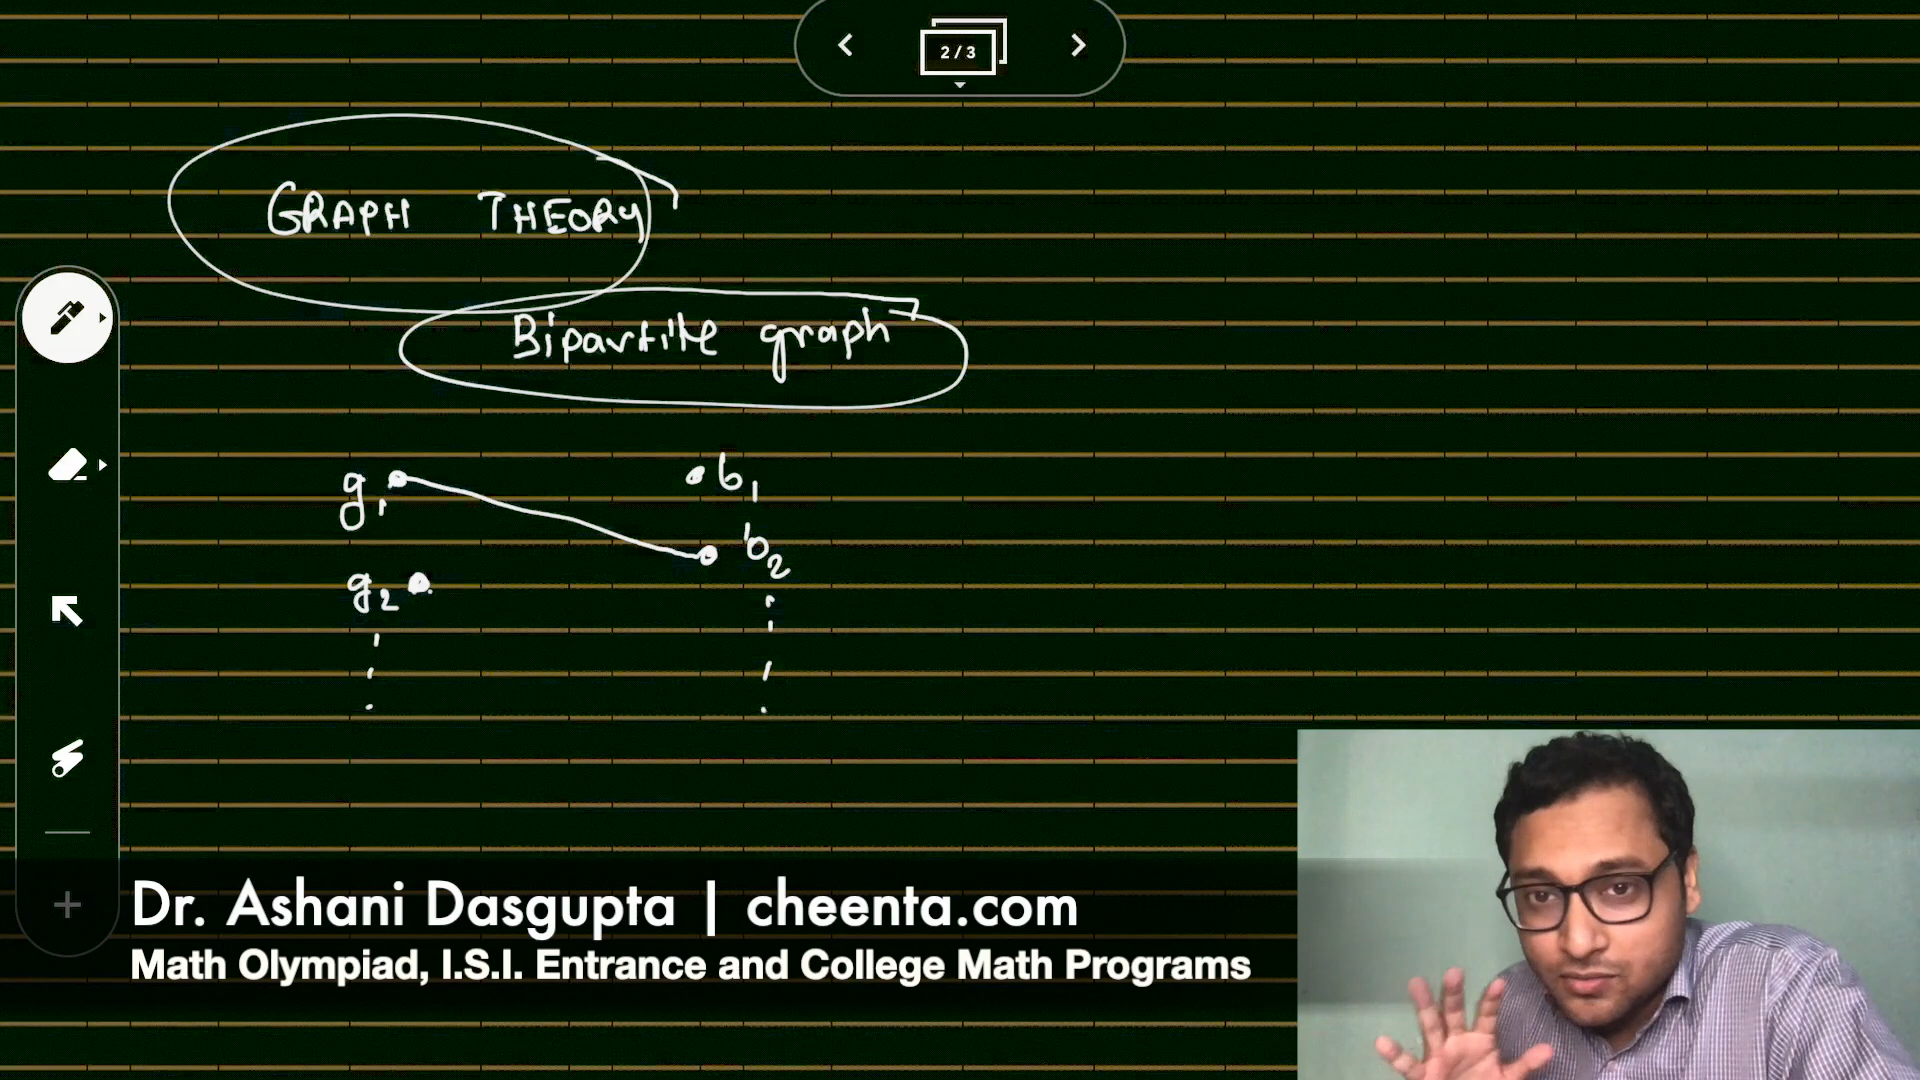 2 / 3
GRAPH THEORY
Bipartite graph
g1 b1
b2
g2
Dr. Ashani Dasgupta | cheenta.com
Math Olympiad, I.S.I. Entrance and College Math Programs